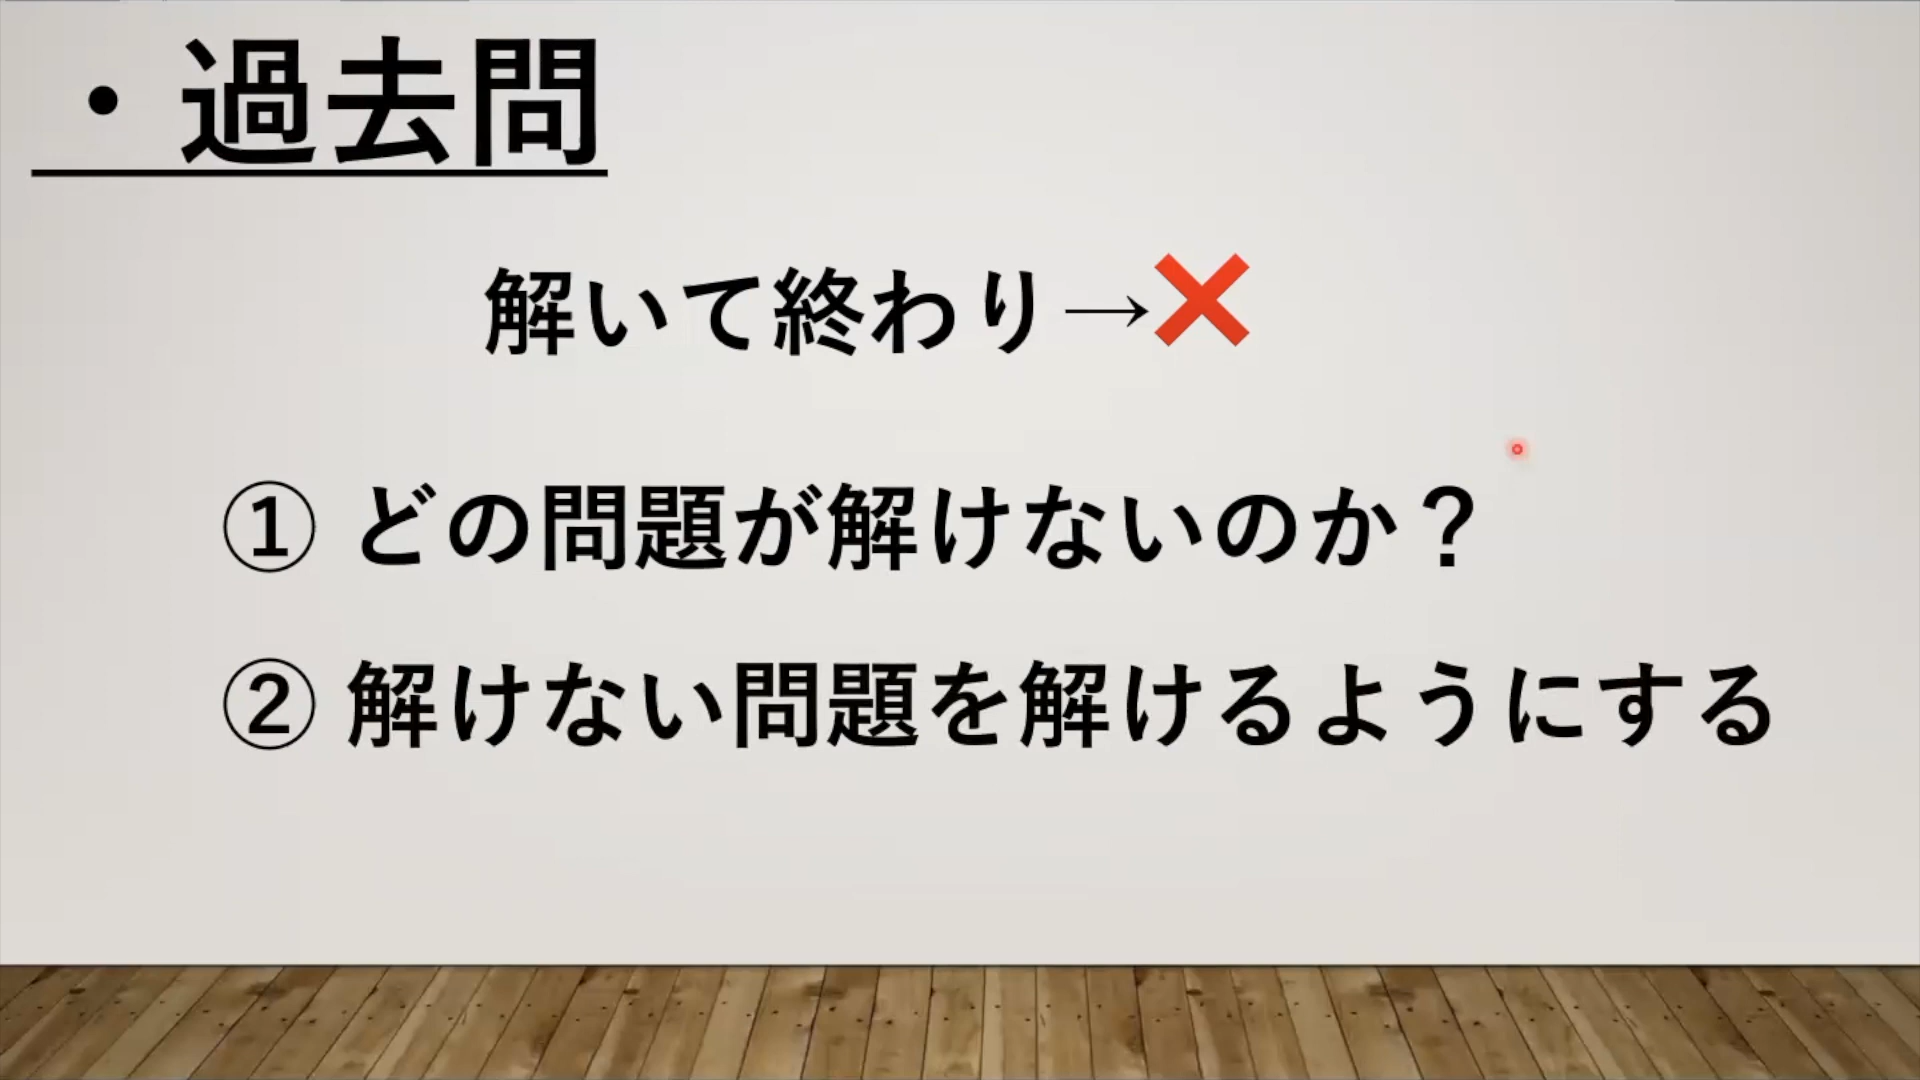 ・過去問
解いて終わり→❌
① どの問題が解けないのか？
② 解けない問題を解けるようにする